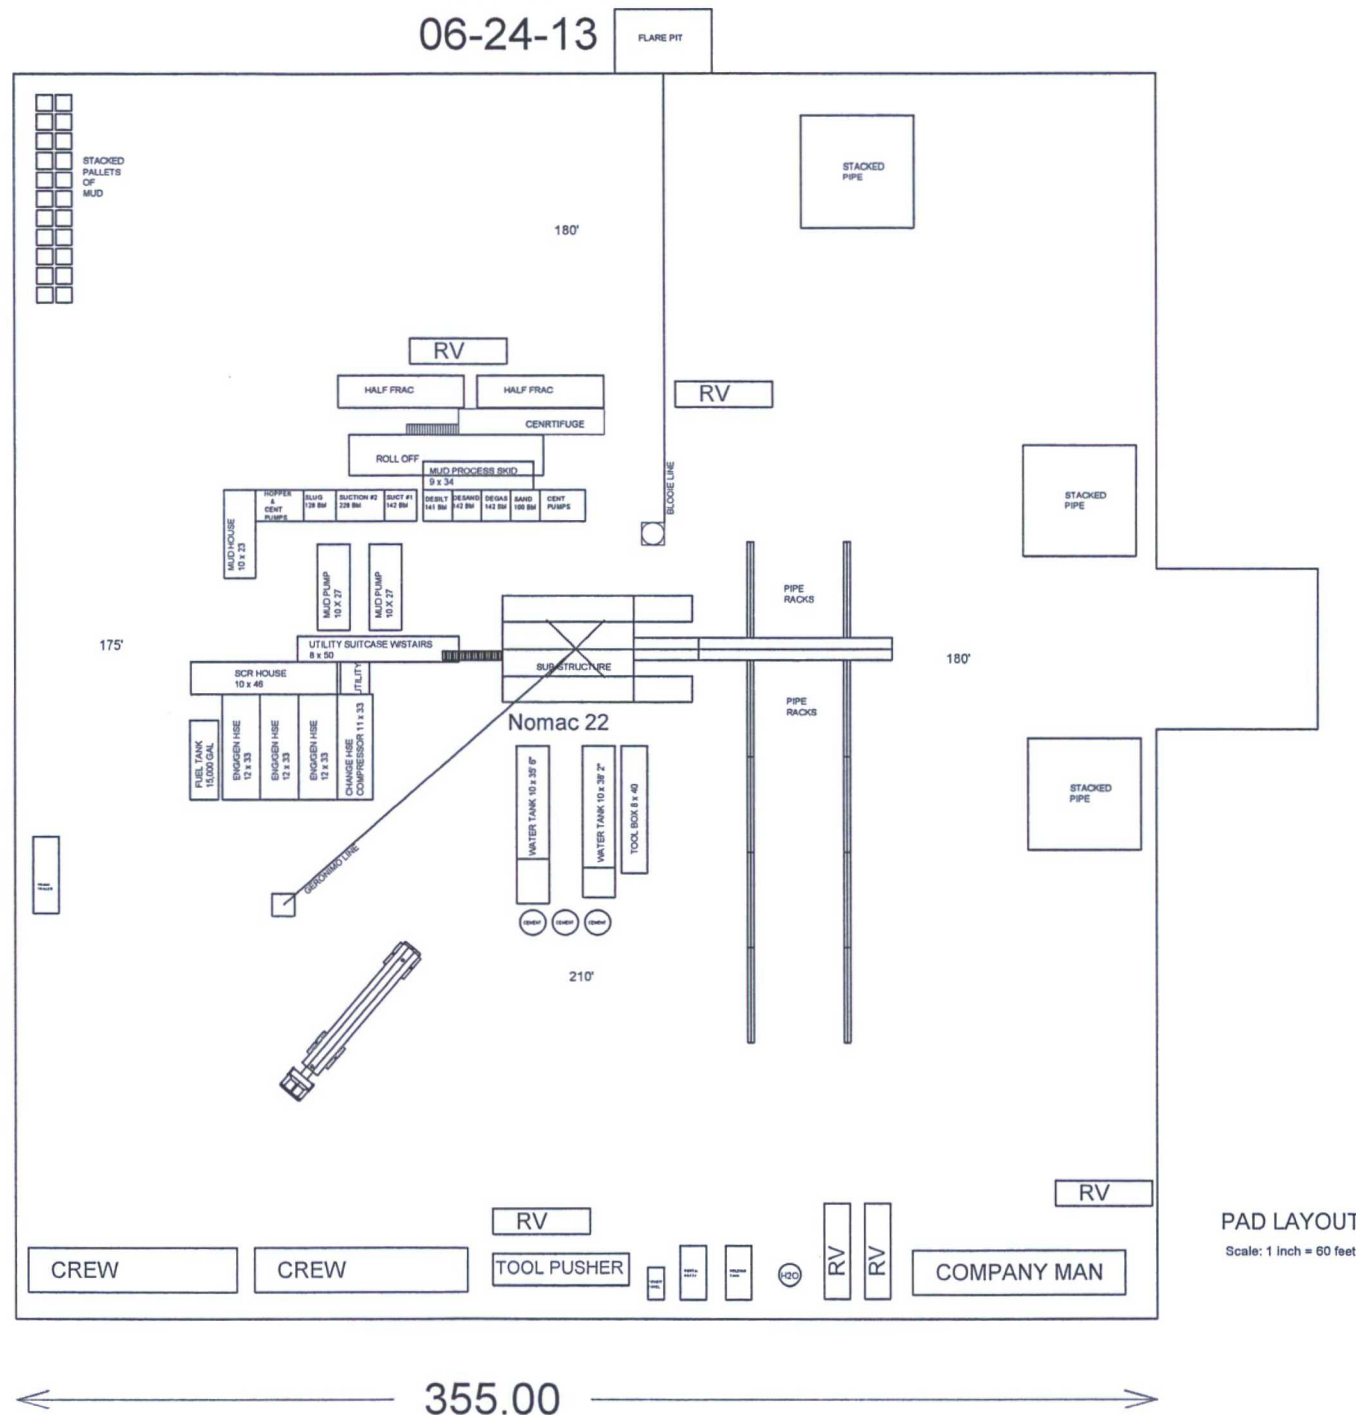 06-24-13
FLARE PIT
STACKED
PALLETS
OF
MUD
STACKED
PIPE
180'
RV
HALF FRAC
HALF FRAC
RV
CENRTIFUGE
ROLL OFF
MUD PROCESS SKID
9 x 34
BLOOIE LINE
STACKED
PIPE
HOPPER
&
CENT
PUMPS
SLUG
128 BM
SUCTION #2
228 BM
SUCT #1
142 BM
DESILT
141 BM
DESAND
142 BM
DEGAS
142 BM
SAND
100 BM
CENT
PUMPS
MUD HOUSE
10 x 23
MUD PUMP
10 X 27
MUD PUMP
10 X 27
PIPE
RACKS
175'
UTILITY SUITCASE W/STAIRS
8 x 50
SUB STRUCTURE
180'
SCR HOUSE
10 x 46
UTILITY
PIPE
RACKS
Nomac 22
FUEL TANK
15,000 GAL
ENG/GEN HSE
12 x 33
ENG/GEN HSE
12 x 33
ENG/GEN HSE
12 x 33
CHANGE HSE
COMPRESSOR 11 x 33
WATER TANK 10 x 35' 6"
WATER TANK 10 x 38' 2"
TOOL BOX 8 x 40
STACKED
PIPE
GERONIMO LINE
CEMENT
CEMENT
CEMENT
210'
RV
RV
PAD LAYOUT
Scale: 1 inch = 60 feet
CREW
CREW
TOOL PUSHER
H2O
RV
RV
COMPANY MAN
355.00